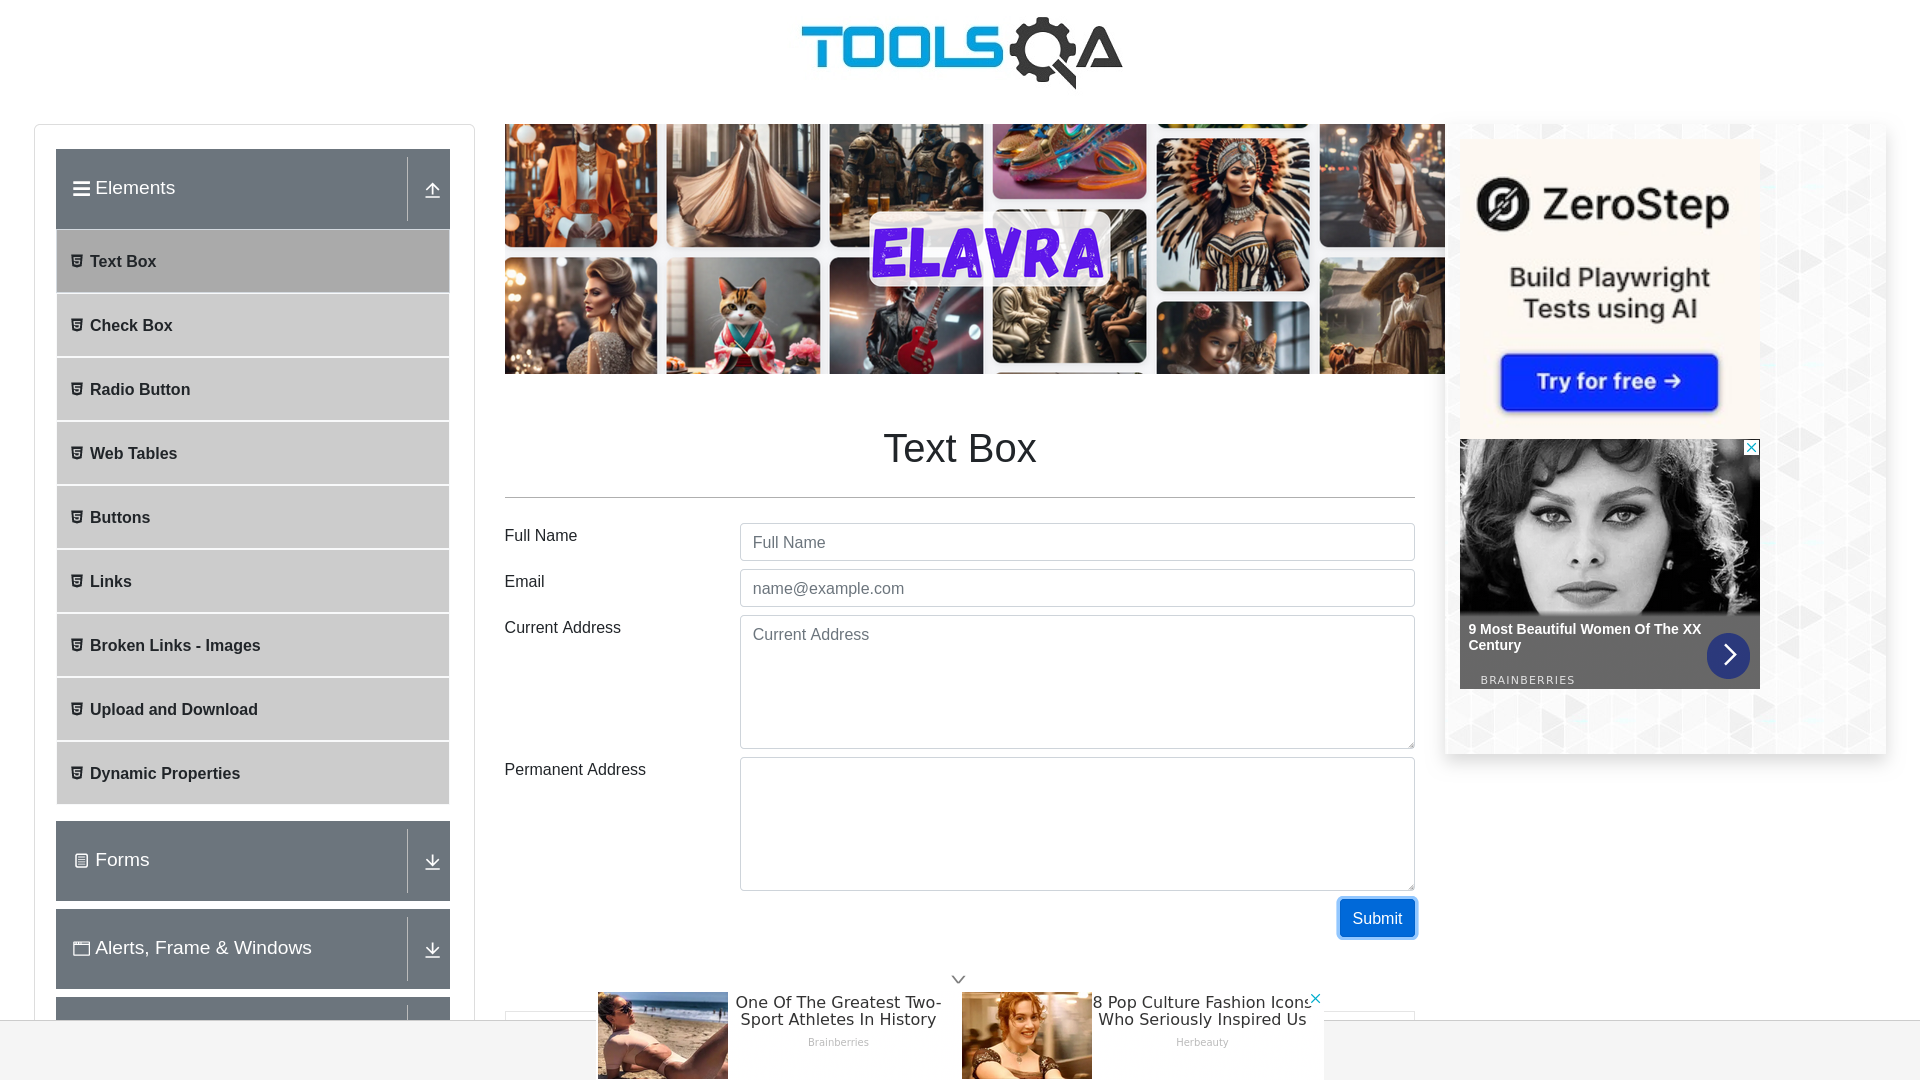 TOOLSQA
Elements
Text Box
Check Box
Radio Button
Web Tables
Buttons
Links
Broken Links - Images
Upload and Download
Dynamic Properties
Forms
Alerts, Frame & Windows
ELAVRA
Text Box
Full Name
Full Name
Email
name@example.com
Current Address
Current Address
Permanent Address
Submit
ZeroStep
Build Playwright
Tests using AI
Try for free →
9 Most Beautiful Women Of The XX
Century
BRAINBERRIES
One Of The Greatest Two-
Sport Athletes In History
Brainberries
8 Pop Culture Fashion Icons
Who Seriously Inspired Us
Herbeauty